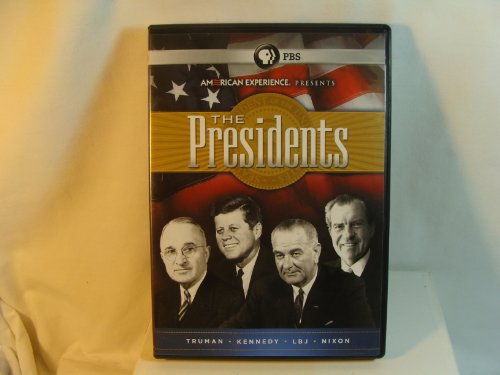 PBS
AMERICAN EXPERIENCE® PRESENTS
THE
Presidents
TRUMAN - KENNEDY - LBJ - NIXON